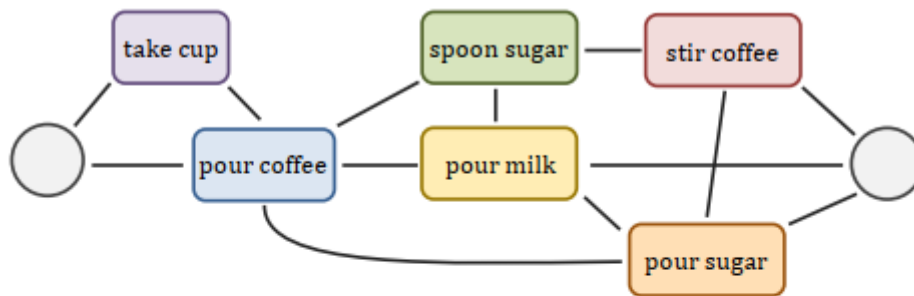 take cup
spoon sugar
stir coffee
pour coffee
pour milk
pour sugar